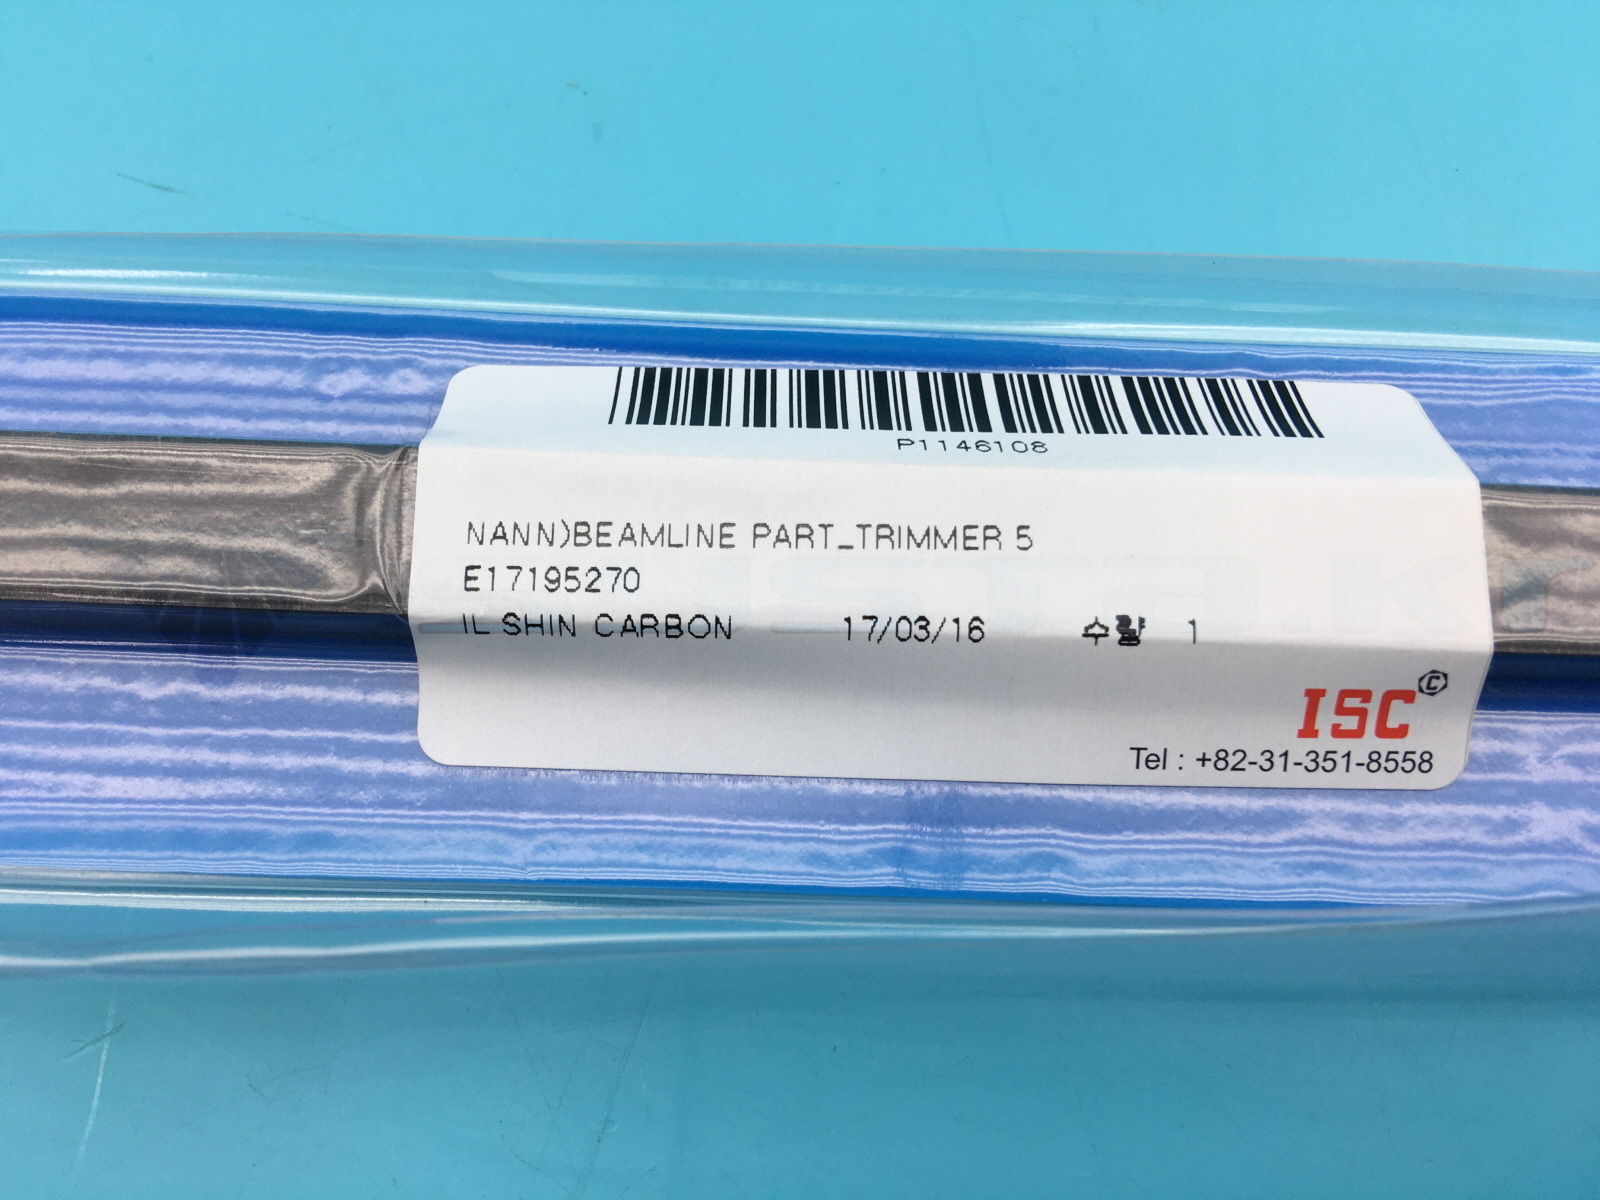 P1146108
NANN)BEAMLINE PART_TRIMMER 5
E17195270
IL SHIN CARBON 17/03/16 수량 1
ISC ©
Tel : +82-31-351-8558